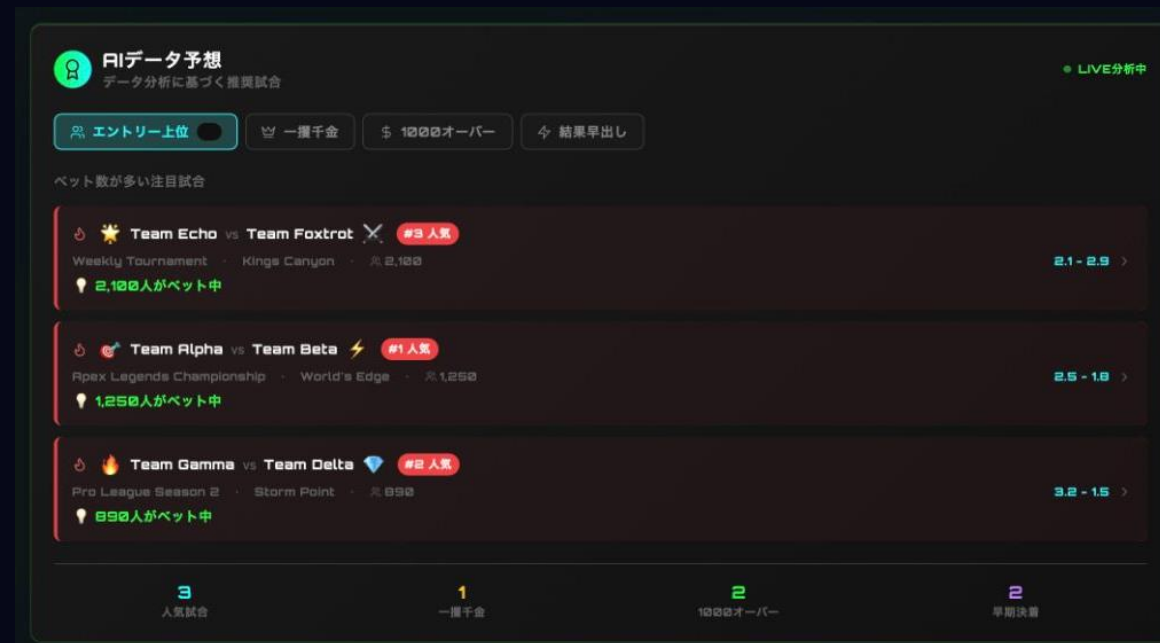 AIデータ予想
データ分析に基づく推奨試合
LIVE分析中
エントリー上位
一攫千金
$ 1000オーバー
結果早出し
ベット数が多い注目試合
Team Echo vs Team Foxtrot #3 人気
Weekly Tournament · Kings Canyon · 2,100
2,100人がベット中
2.1 - 2.9 >
Team Alpha vs Team Beta #1 人気
Apex Legends Championship · World's Edge · 1,250
1,250人がベット中
2.5 - 1.8 >
Team Gamma vs Team Delta #2 人気
Pro League Season 2 · Storm Point · 890
890人がベット中
3.2 - 1.5 >
3
人気試合
1
一攫千金
2
1000オーバー
2
早期決着